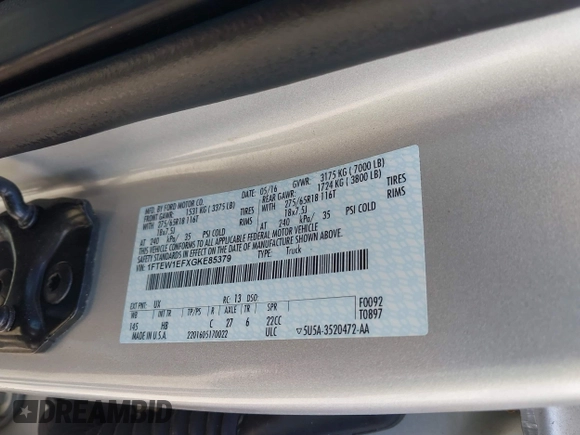 MFD. BY FORD MOTOR CO.
DATE: 05/16 GVWR: 3175 KG ( 7000 LB)
FRONT GAWR: 1531 KG ( 3375 LB) REAR GAWR: 1724 KG ( 3800 LB)
WITH 275/65R18 116T TIRES WITH 275/65R18 116T TIRES
18x7.5J RIMS 18x7.5J RIMS
AT 240 kPa/ 35 PSI COLD AT 240 kPa/ 35 PSI COLD
THIS VEHICLE CONFORMS TO ALL APPLICABLE FEDERAL MOTOR VEHICLE
SAFETY STANDARDS IN EFFECT ON THE DATE OF MANUFACTURE SHOWN ABOVE.
VIN: 1FTEW1EFXGKE85379 TYPE: Truck
EXT PNT: UX RC: 13 DSO: F0092
WB INT TR TP/PS R AXLE TR SPR T0897
145 HB C 27 6 22CC
MADE IN U.S.A. 2201605170022 ULC 5U5A-3520472-AA
DREAMBID